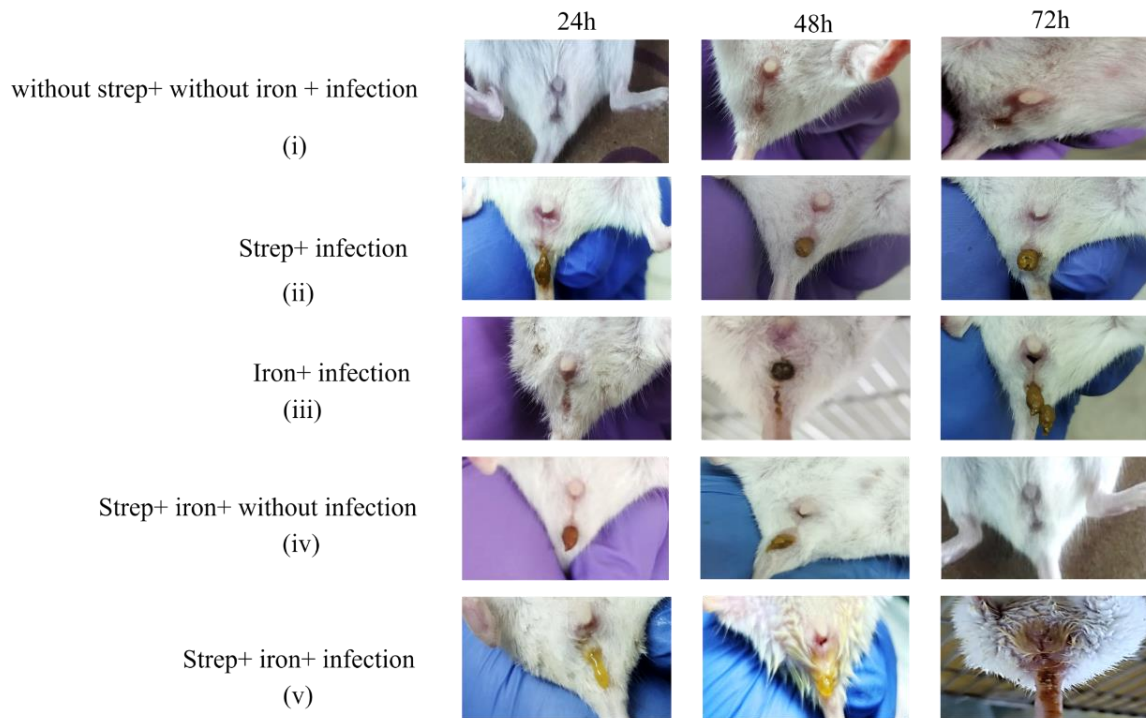 24h 48h 72h
without strep+ without iron + infection
(i)
Strep+ infection
(ii)
Iron+ infection
(iii)
Strep+ iron+ without infection
(iv)
Strep+ iron+ infection
(v)